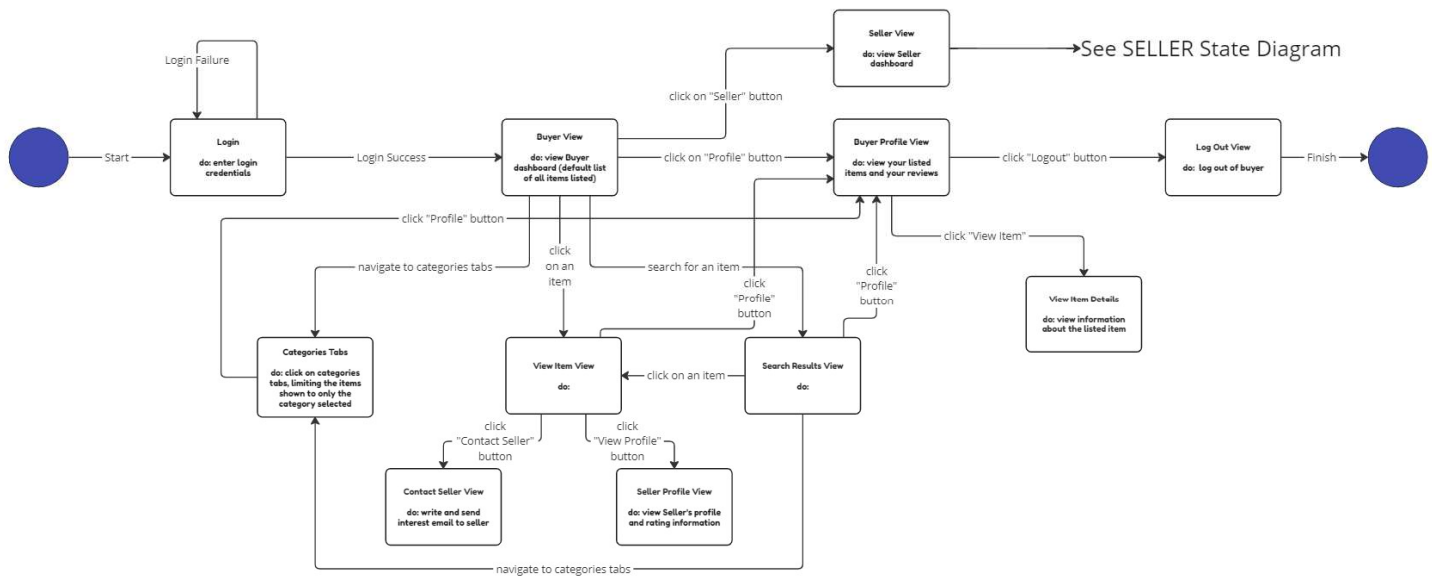 Seller View
do: view Seller
dashboard
See SELLER State Diagram
Login Failure
click on "Seller" button
Start
Login
do: enter login
credentials
Login Success
Buyer View
do: view Buyer
dashboard (default list
of all items listed)
click on "Profile" button
Buyer Profile View
do: view your listed
items and your reviews
click "Logout" button
Log Out View
do: log out of buyer
Finish
click "Profile" button
click "View Item"
navigate to categories tabs
click
on an
item
search for an item
click
"Profile"
button
click
"Profile"
button
View Item Details
do: view information
about the listed item
Categories Tabs
do: click on categories
tabs, limiting the items
shown to only the
category selected
View Item View
do:
click on an item
Search Results View
do:
click
"Contact Seller"
button
click
"View Profile"
button
Contact Seller View
do: write and send
interest email to seller
Seller Profile View
do: view Seller's profile
and rating information
navigate to categories tabs